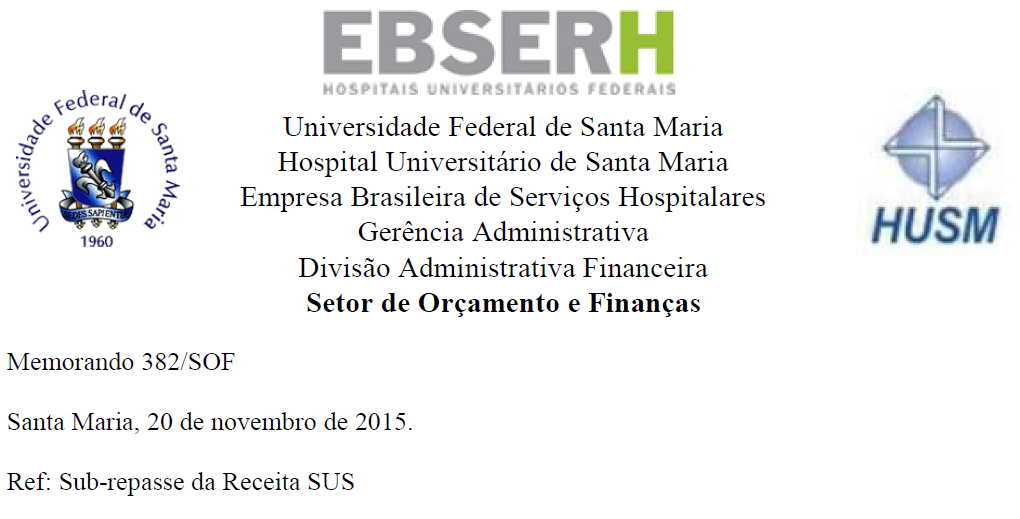 EBSERH
HOSPITAIS UNIVERSITÁRIOS FEDERAIS
Universidade Federal de Santa Maria
SEDES SAPIENTIAE
1960
HUSM
Universidade Federal de Santa Maria
Hospital Universitário de Santa Maria
Empresa Brasileira de Serviços Hospitalares
Gerência Administrativa
Divisão Administrativa Financeira
Setor de Orçamento e Finanças
Memorando 382/SOF
Santa Maria, 20 de novembro de 2015.
Ref: Sub-repasse da Receita SUS